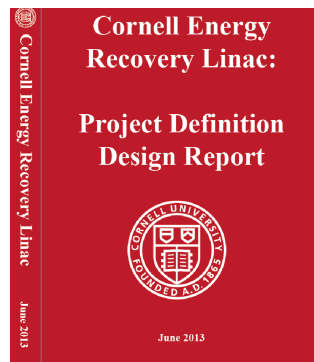 Cornell Energy Recovery Linac
June 2013
Cornell Energy
Recovery Linac:
Project Definition
Design Report
CORNELL UNIVERSITY
FOUNDED A.D. 1865
June 2013